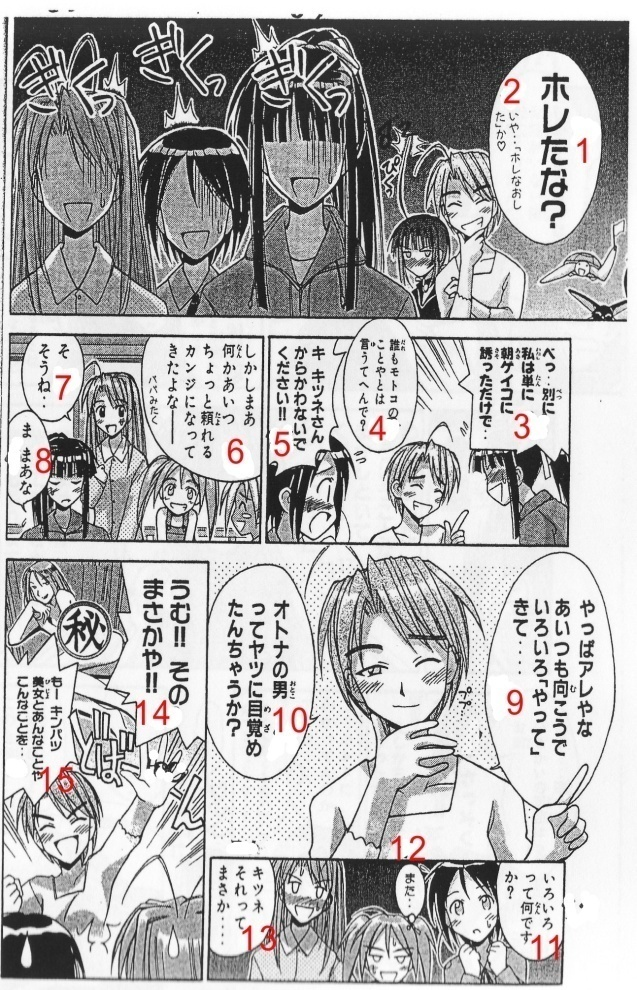 ぎくっ
ぎくっ
ぎくっ
ホレたな？
1
2
いや…「ホレなおし
た」か♡
べっ‥別に
私は単に
朝ゲイコに
誘っただけで‥
3
誰もモトコの
ことやとは
言うてへんで？
4
キ キツネさん
からかわないで
ください!!
5
しかしまあ
何かあいつ
ちょっと頼れる
カンジになって
きたよなー
パパみたく
6
そ
そうね‥
7
ま まあな
8
やっぱアレやな
あいつも向こうで
いろいろ「やって」
きて‥‥
9
オトナの男
ってヤツに目覚め
たんちゃうか？
10
いろいろ
って何です
か？
11
また‥
12
キツネ
それって
まさか‥‥
13
うむ!! その
まさかや!!
14
秘
もー キンパツ
美女とあんなことや
こんなことを‥
15
どばっ